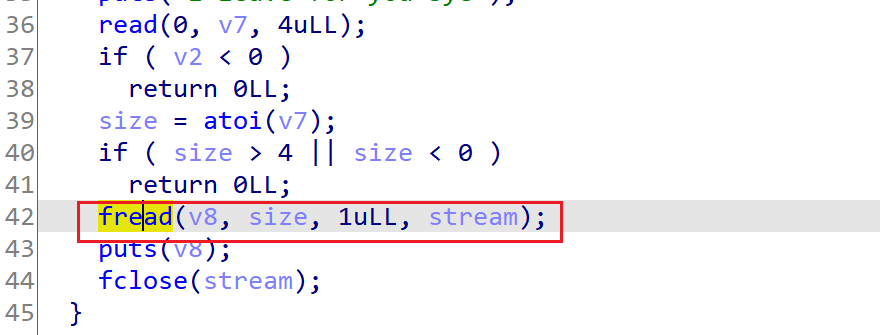 36 read(0, v7, 4uLL);
37 if ( v2 < 0 )
38 return 0LL;
39 size = atoi(v7);
40 if ( size > 4 || size < 0 )
41 return 0LL;
42 fread(v8, size, 1uLL, stream);
43 puts(v8);
44 fclose(stream);
45 }